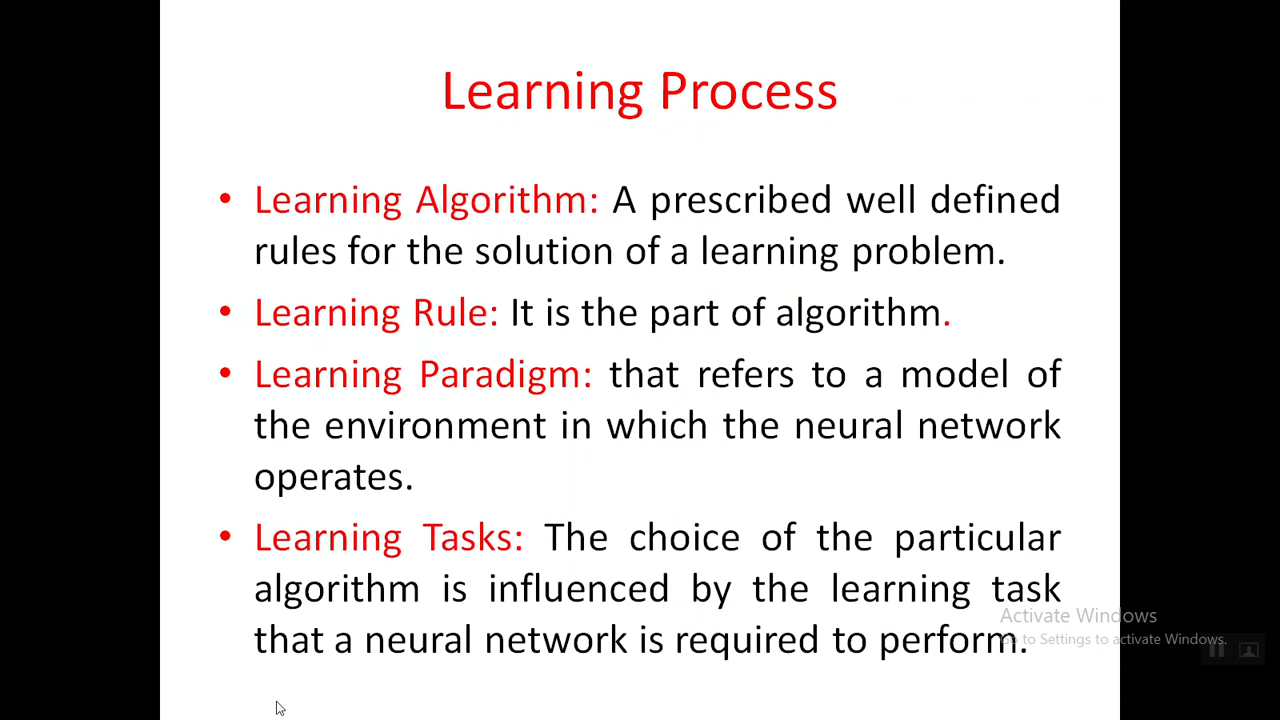 Learning Process
• Learning Algorithm: A prescribed well defined
rules for the solution of a learning problem.
• Learning Rule: It is the part of algorithm.
• Learning Paradigm: that refers to a model of
the environment in which the neural network
operates.
• Learning Tasks: The choice of the particular
algorithm is influenced by the learning task
that a neural network is required to perform.
Activate Windows
Go to Settings to activate Windows.